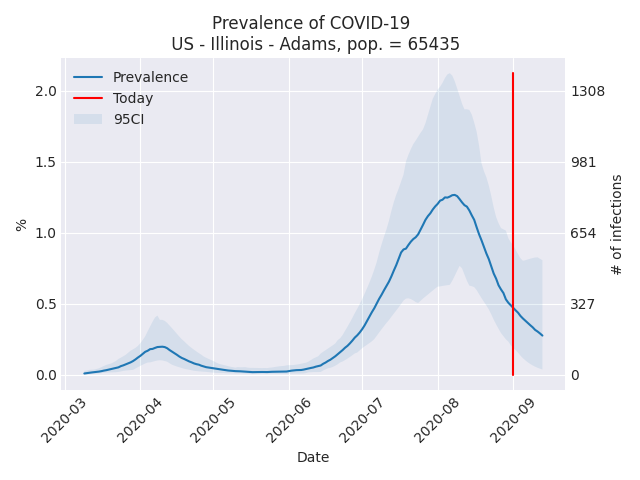 Prevalence of COVID-19
US - Illinois - Adams, pop. = 65435
Prevalence
Today
95CI
2.0
1.5
1.0
0.5
0.0
%
1308
981
654
327
0
# of infections
2020-03
2020-04
2020-05
2020-06
2020-07
2020-08
2020-09
Date